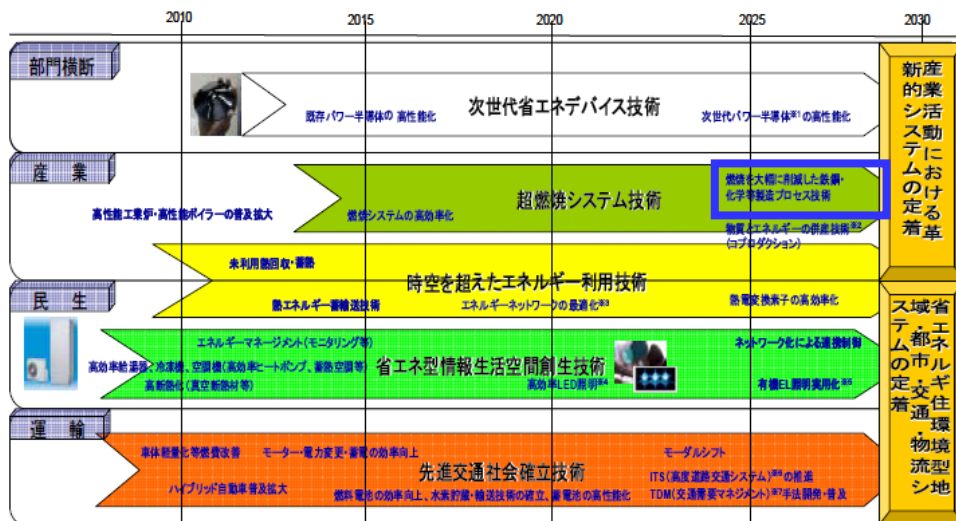 2010 2015 2020 2025 2030
部門横断
次世代省エネデバイス技術
既存パワー半導体の 高性能化
次世代パワー半導体※1の高性能化
産業活動における革
新的システムの定着
産 業
超燃焼システム技術
燃焼を大幅に削減した鉄鋼・
化学等製造プロセス技術
高性能工業炉・高性能ボイラーの普及拡大
燃焼システムの高効率化
物質とエネルギーの併産技術※2
(コプロダクション)
未利用熱回収・蓄熱
時空を超えたエネルギー利用技術
熱エネルギー蓄輸送技術
エネルギーネットワークの最適化※3
熱電変換素子の高効率化
民 生
エネルギーマネージメント(モニタリング等)
ネットワーク化による連携制御
高効率給湯器、冷凍機、空調機(高効率ヒートポンプ、蓄熱空調等)
省エネ型情報生活空間創生技術
高断熱化(真空断熱材等)
高効率LED照明※4
有機EL照明実用化※5
省エネルギ住環境型地
域・都市・交通・物流シ
ステムの定着
運 輸
車体軽量化等燃費改善
モーター・電力変更・蓄電の効率向上
モーダルシフト
先進交通社会確立技術
ITS(高度道路交通システム)※6の推進
ハイブリッド自動車普及拡大
燃料電池の効率向上、水素貯蔵・輸送技術の確立、蓄電池の高性能化
TDM(交通需要マネジメント)※7手法開発・普及